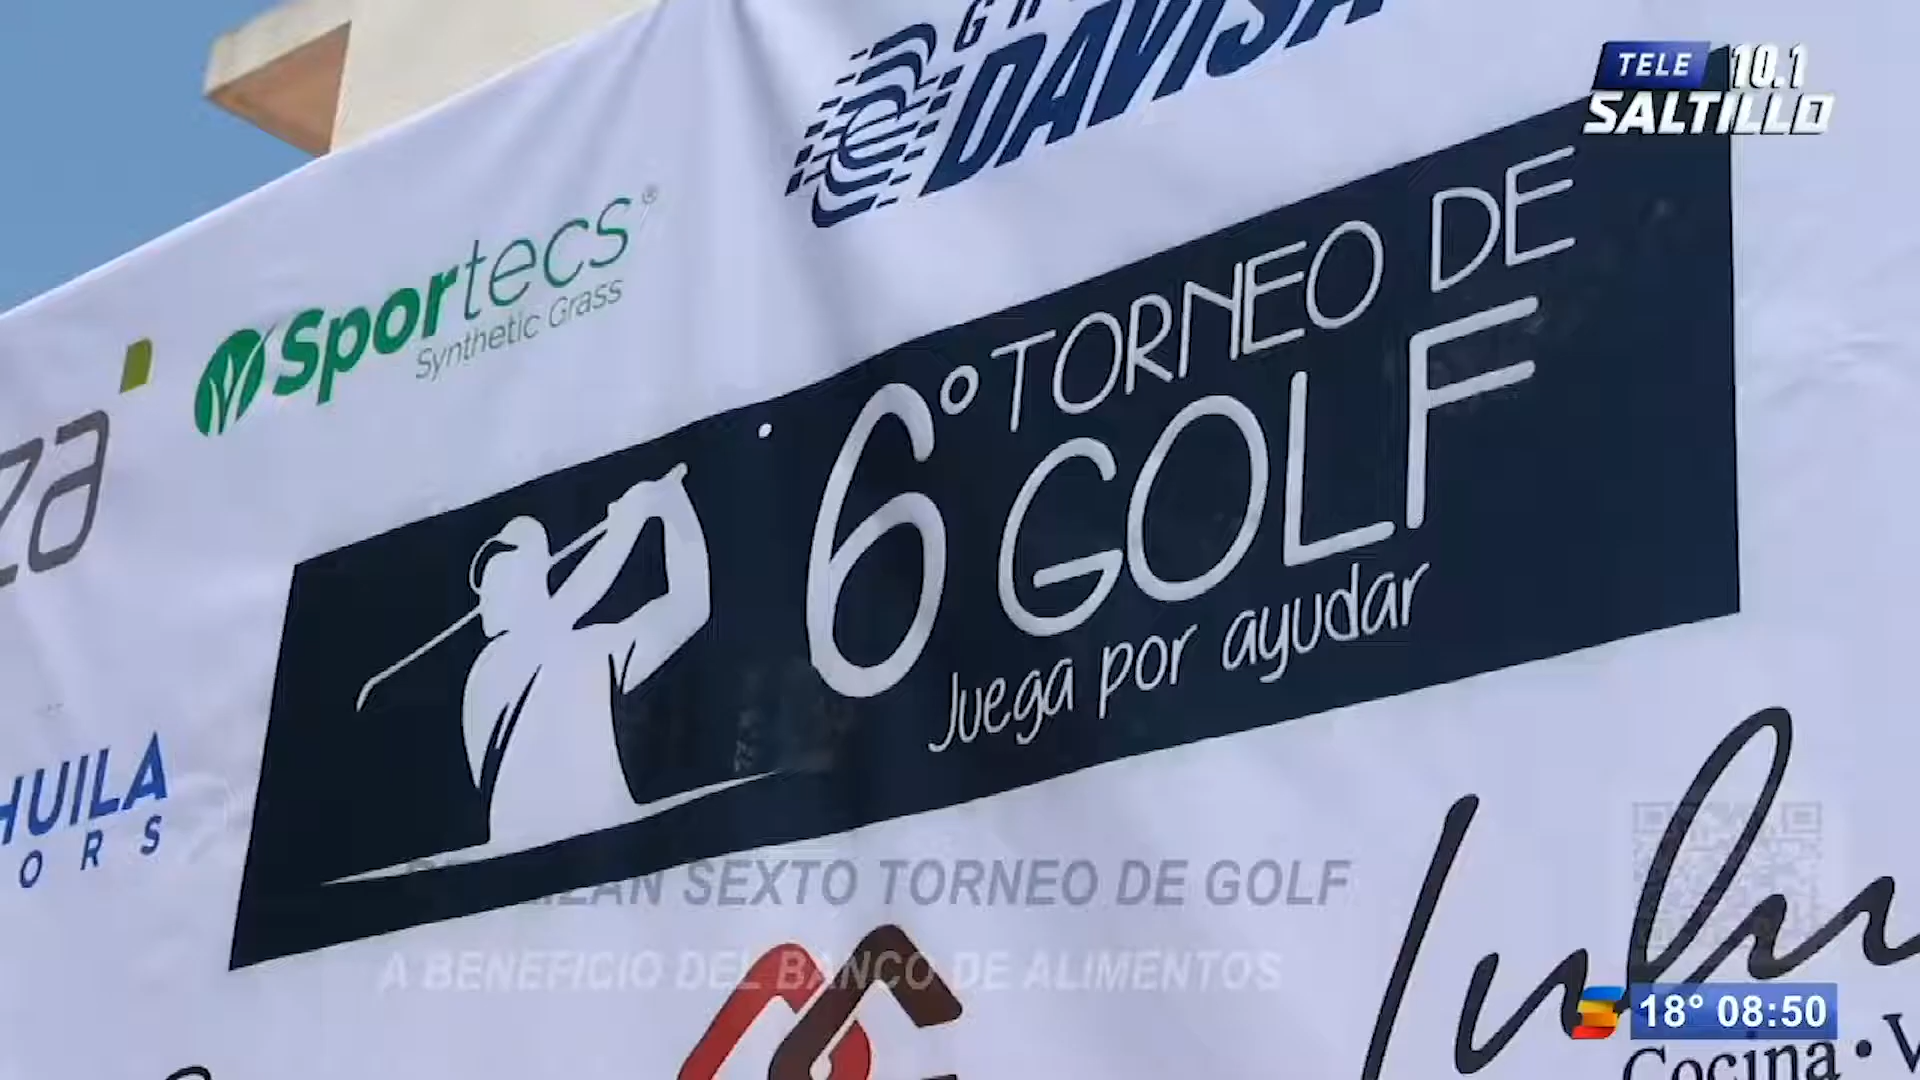 TELE 10.1
SALTILLO
DAVISA
Sportecs®
Synthetic Grass
za
6° TORNEO DE
GOLF
Juega por ayudar
HUILA
ORS
SEXTO TORNEO DE GOLF
A BENEFICIO DEL BANCO DE ALIMENTOS
18° 08:50
Cocina • V